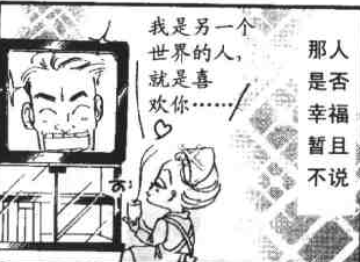 那人
是否
幸福
暂且
不说
我是另一个
世界的人，
就是喜
欢你……